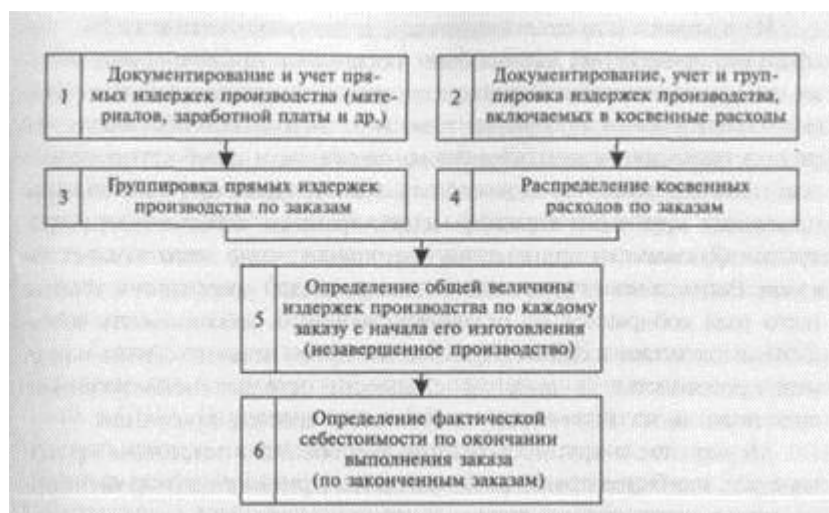 1
Документирование и учет пря-
мых издержек производства (мате-
риалов, заработной платы и др.)
2
Документирование, учет и груп-
пировка издержек производства,
включаемых в косвенные расходы
3
Группировка прямых издержек
производства по заказам
4
Распределение косвенных
расходов по заказам
5
Определение общей величины
издержек производства по каждому
заказу с начала его изготовления
(незавершенное производство)
6
Определение фактической
себестоимости по окончании
выполнения заказа
(по законченным заказам)